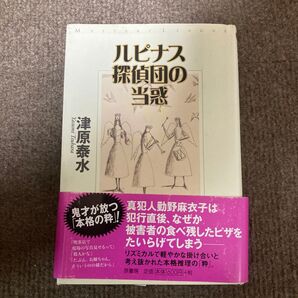 ルピナス
探偵団の
当惑
津原泰水
Yasumi Tsuhara
鬼才が放つ
「本格の粋」!
真犯人勤野麻衣子は
犯行直後、なぜか
被害者の食べ残したピザを
たいらげてしまう――
リズミカルで軽やかな掛け合いと
考え抜かれた本格推理の「粋」。
原書房